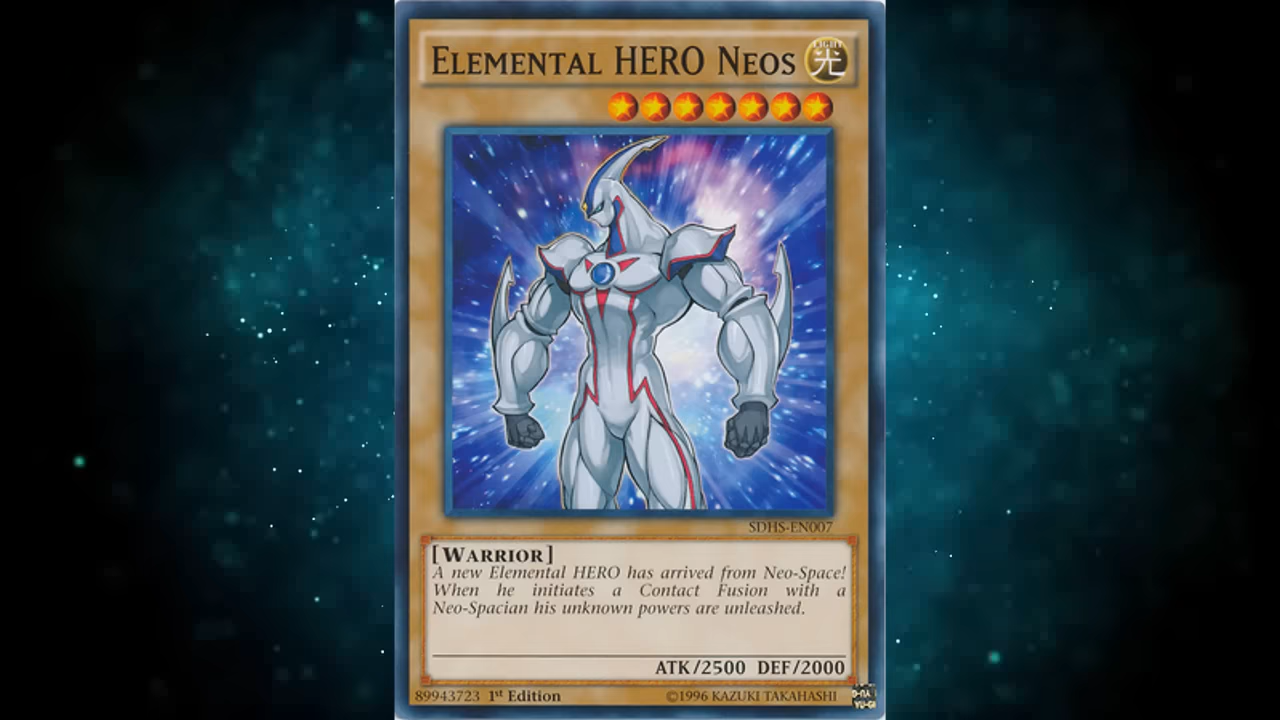 ELEMENTAL HERO NEOS
LIGHT
光
SDHS-EN007
[WARRIOR]
A new Elemental HERO has arrived from Neo-Space!
When he initiates a Contact Fusion with a
Neo-Spacian his unknown powers are unleashed.
ATK/2500 DEF/2000
89943723 1st Edition ©1996 KAZUKI TAKAHASHI